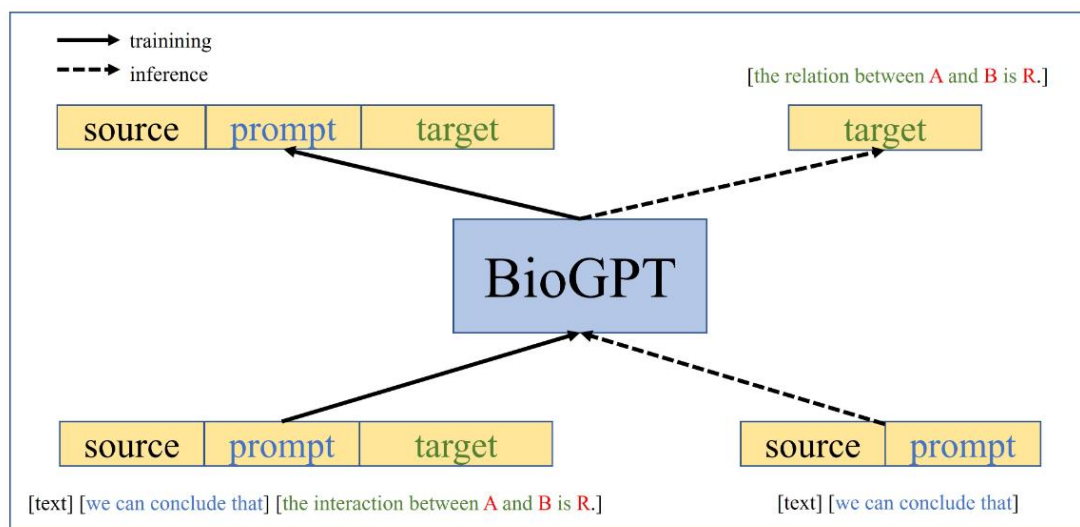 trainining
inference
[the relation between A and B is R.]
source prompt target
target
BioGPT
source prompt target
source prompt
[text] [we can conclude that] [the interaction between A and B is R.]
[text] [we can conclude that]